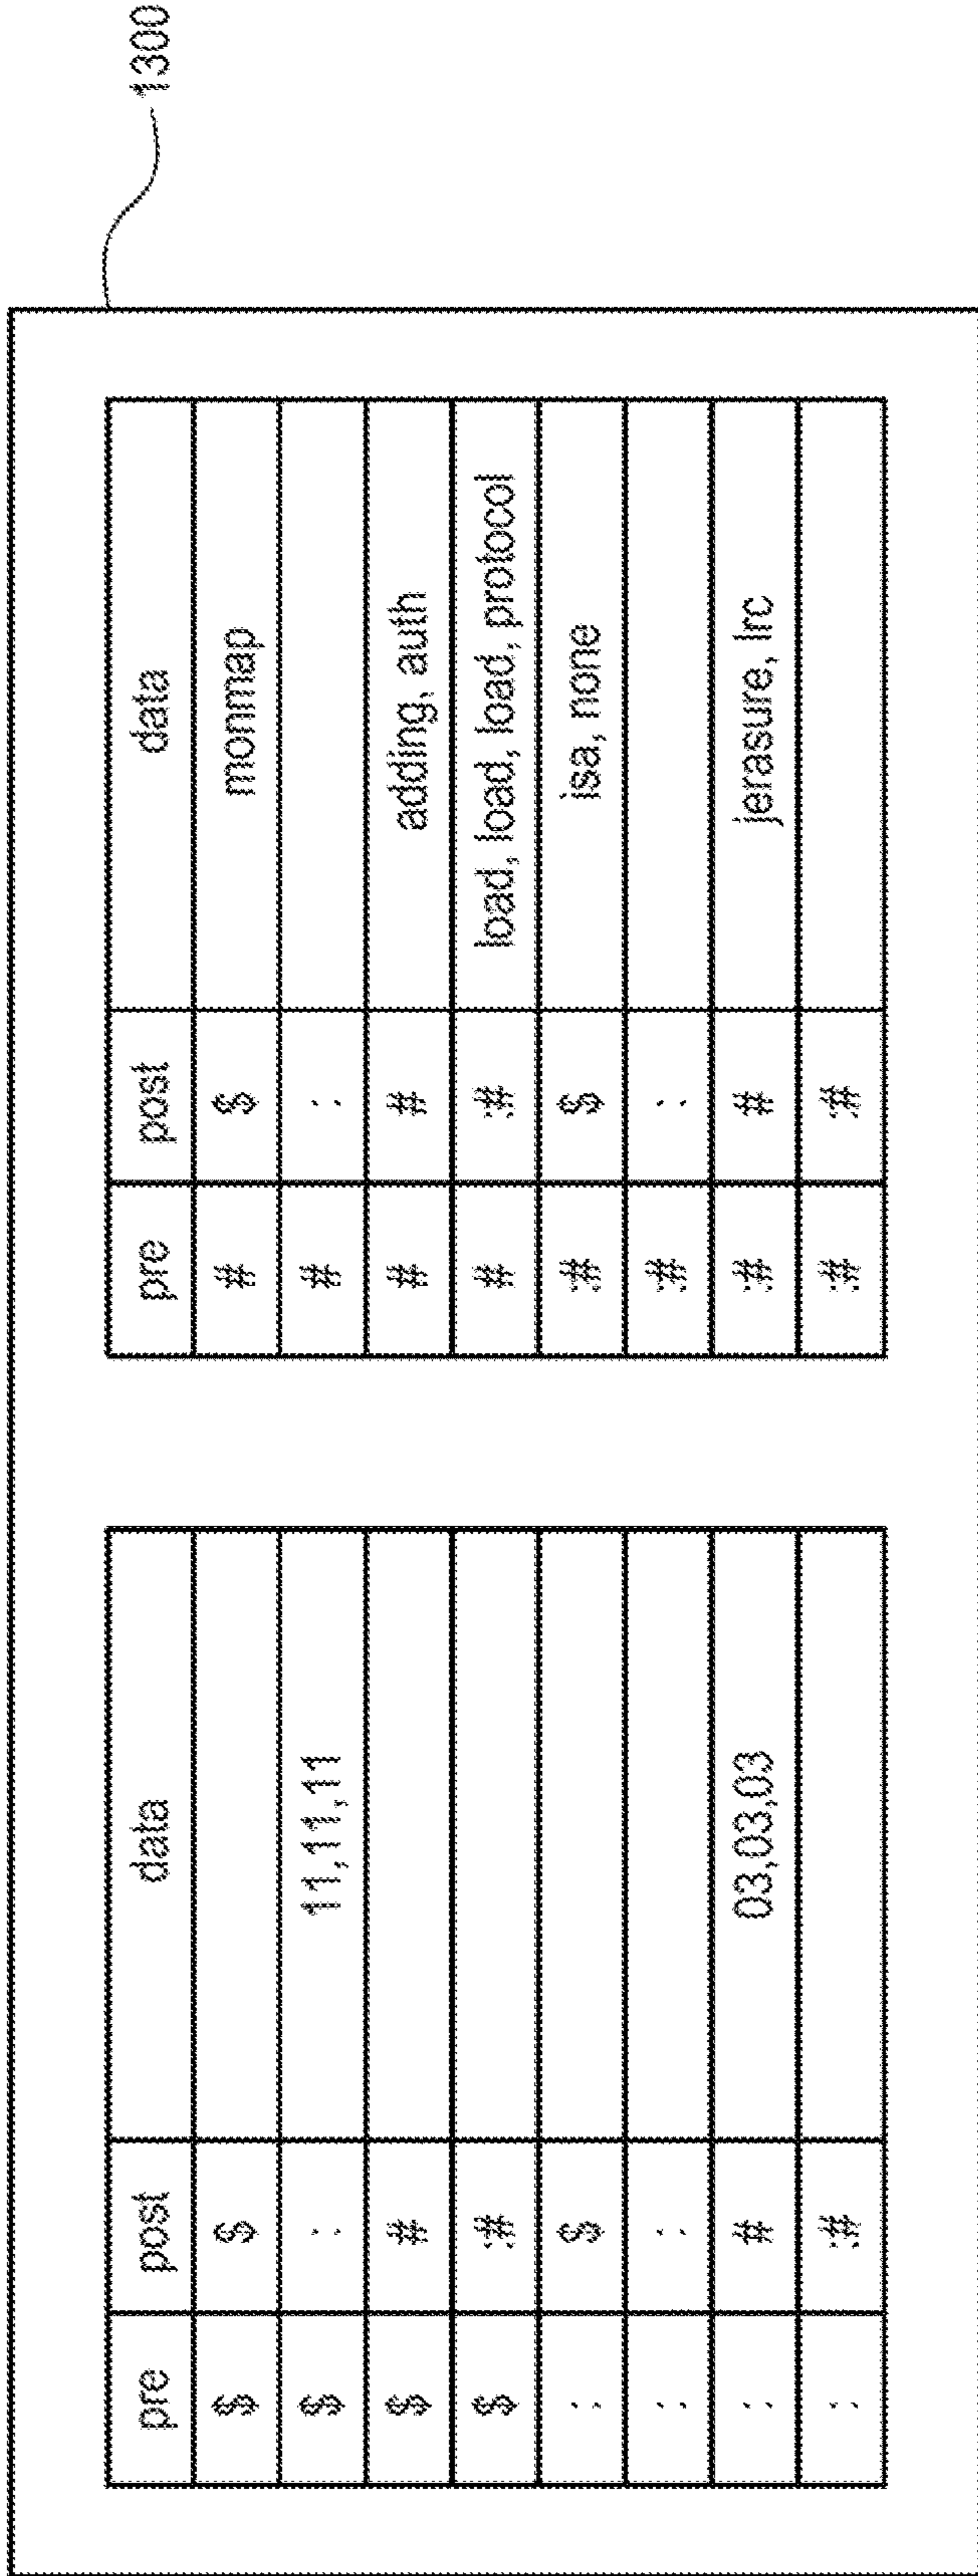 1300
pre post data
$ $
$ : 11,11,11
$ #
$ :#
: $
: :
: # 03,03,03
: :#
pre post data
# $ monmap
# :
# # adding, auth
# :# load, load, load, protocol
:# $ isa, none
:# :
:# # jerasure, lrc
:# :#